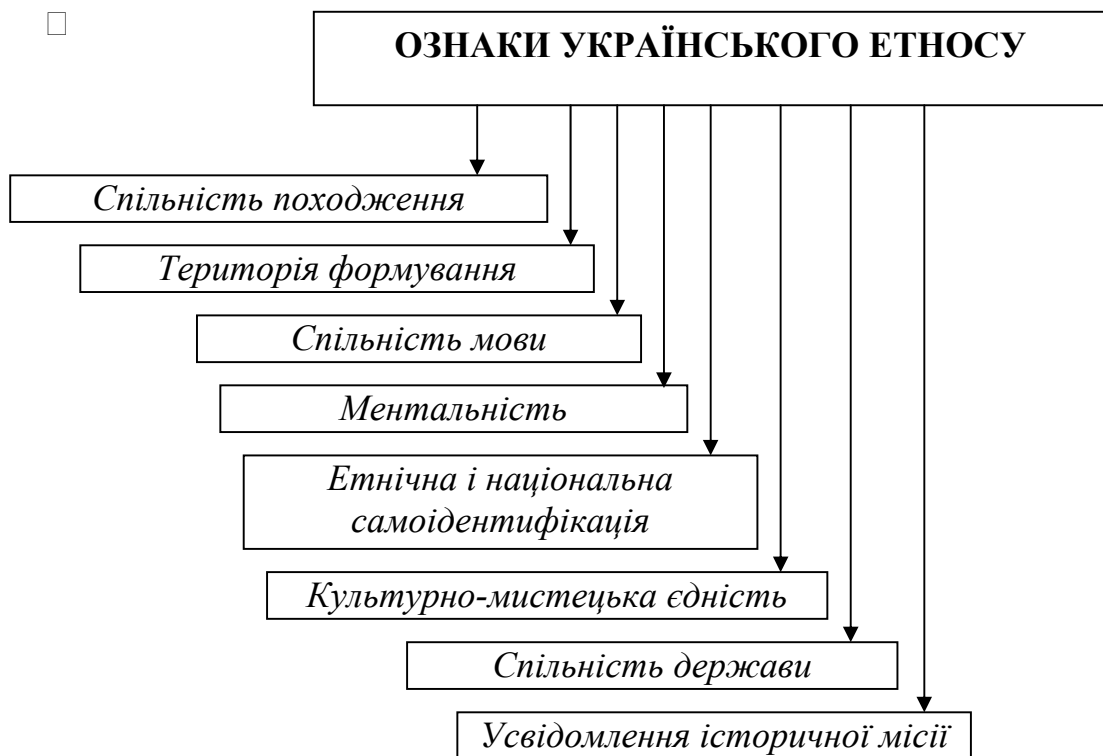 ОЗНАКИ УКРАЇНСЬКОГО ЕТНОСУ
Спільність походження
Територія формування
Спільність мови
Ментальність
Етнічна і національна
самоідентифікація
Культурно-мистецька єдність
Спільність держави
Усвідомлення історичної місії